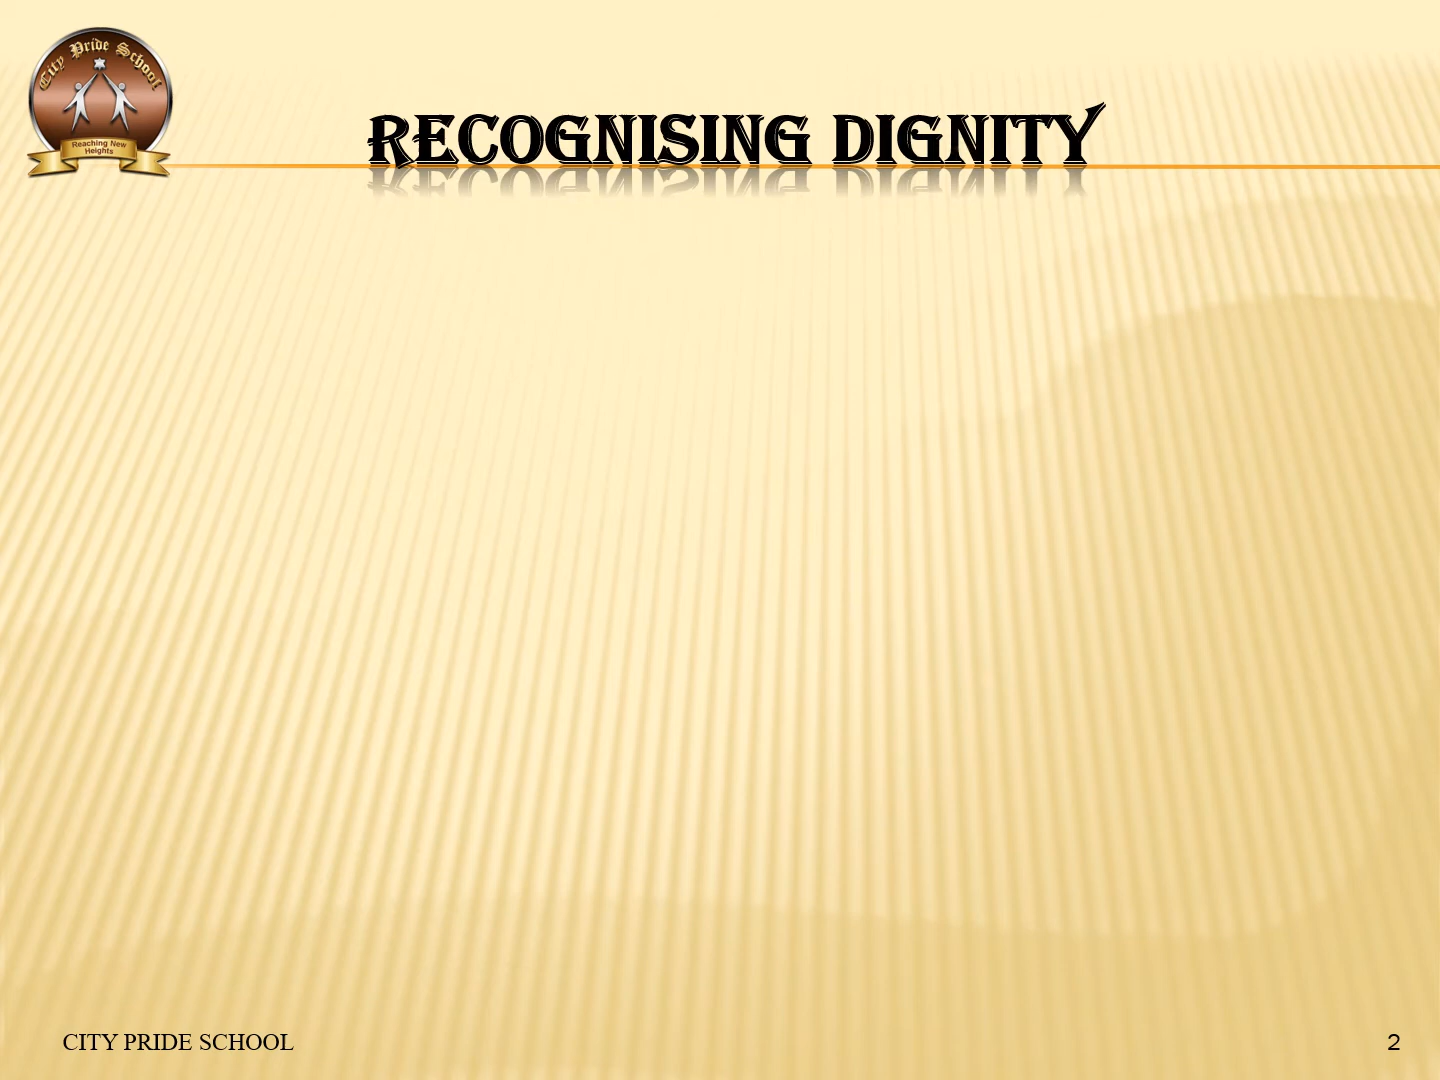 City Pride School
Reaching New
Heights
RECOGNISING DIGNITY
CITY PRIDE SCHOOL
2